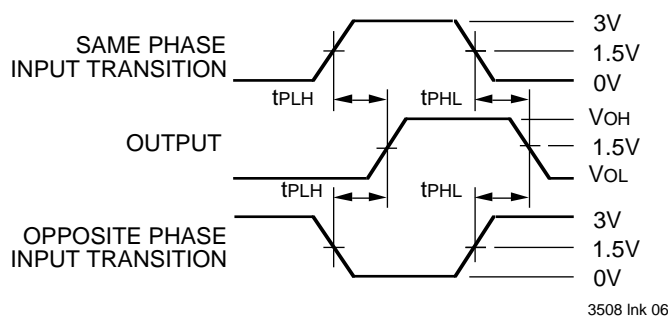 SAME PHASE
INPUT TRANSITION
3V
1.5V
0V
tPLH
tPHL
OUTPUT
VOH
1.5V
VOL
tPLH
tPHL
OPPOSITE PHASE
INPUT TRANSITION
3V
1.5V
0V
3508 lnk 06